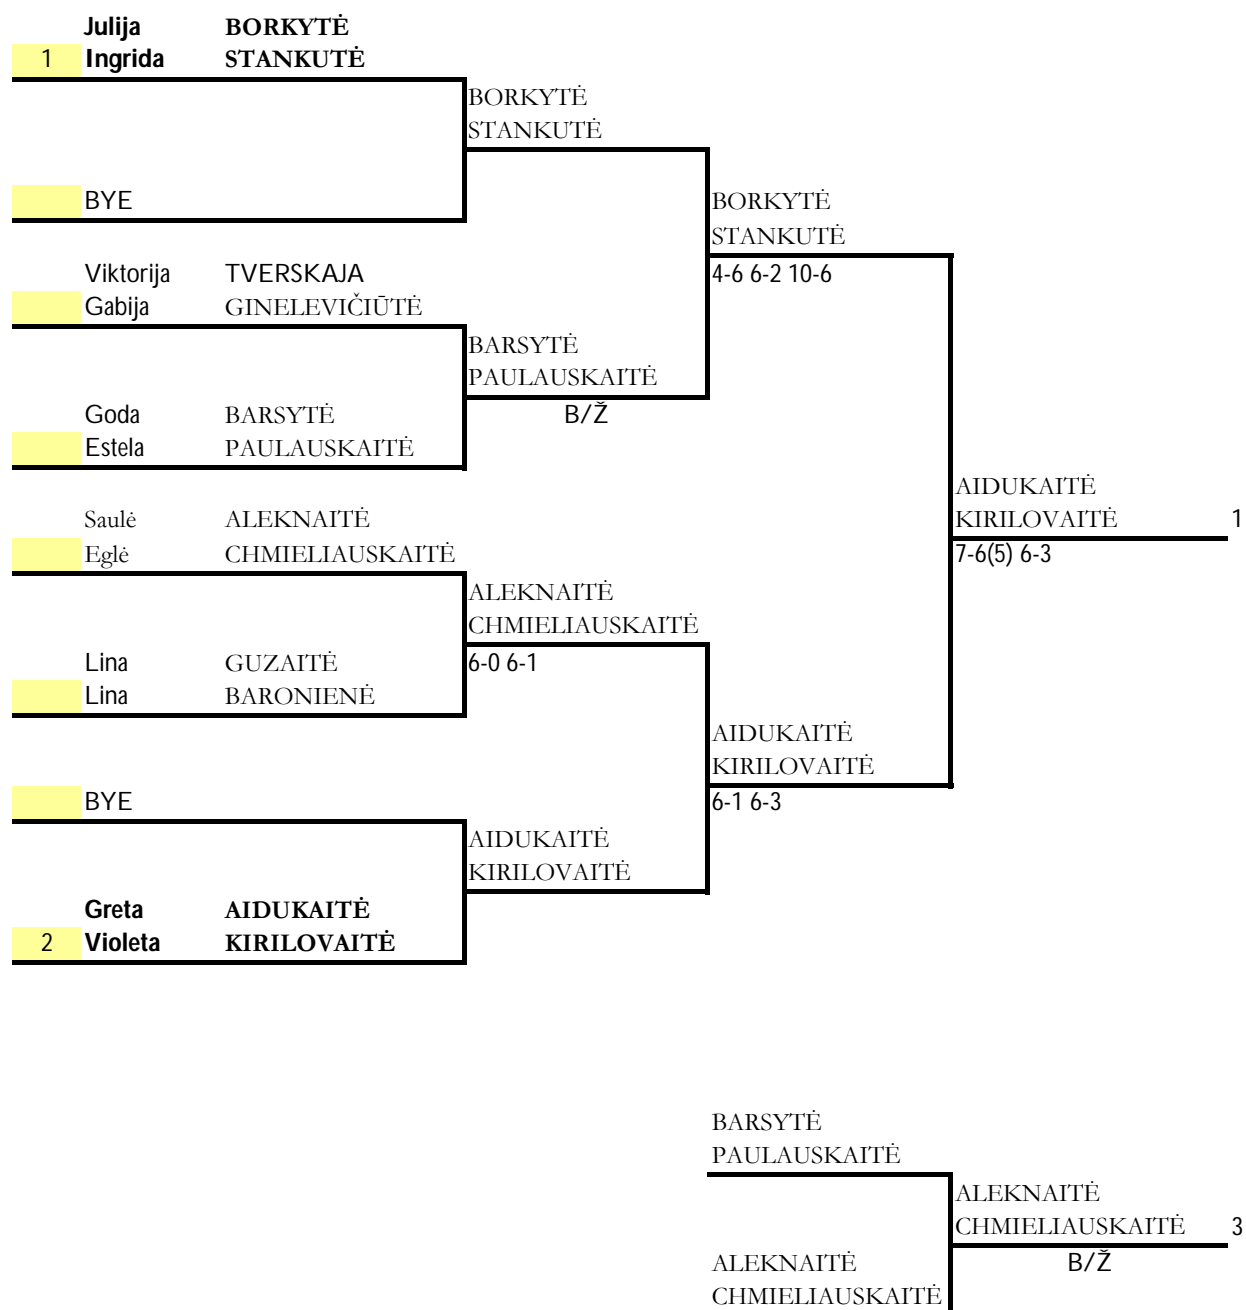 Julija BORKYTĖ
1 Ingrida STANKUTĖ
BORKYTĖ
STANKUTĖ
BYE
BORKYTĖ
STANKUTĖ
Viktorija TVERSKAJA
4-6 6-2 10-6
Gabija GINELEVIČIŪTĖ
BARSYTĖ
PAULAUSKAITĖ
Goda BARSYTĖ
B/Ž
Estela PAULAUSKAITĖ
AIDUKAITĖ
Saulė ALEKNAITĖ
KIRILOVAITĖ 1
Eglė CHMIELIAUSKAITĖ
7-6(5) 6-3
ALEKNAITĖ
CHMIELIAUSKAITĖ
Lina GUZAITĖ
6-0 6-1
Lina BARONIENĖ
AIDUKAITĖ
KIRILOVAITĖ
BYE
6-1 6-3
AIDUKAITĖ
KIRILOVAITĖ
Greta AIDUKAITĖ
2 Violeta KIRILOVAITĖ
BARSYTĖ
PAULAUSKAITĖ
ALEKNAITĖ
CHMIELIAUSKAITĖ 3
ALEKNAITĖ
B/Ž
CHMIELIAUSKAITĖ